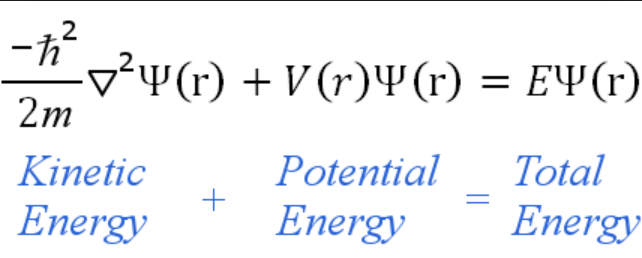 −ℏ²/2m ∇²Ψ(r) + V(r)Ψ(r) = EΨ(r)
Kinetic Energy + Potential Energy = Total Energy